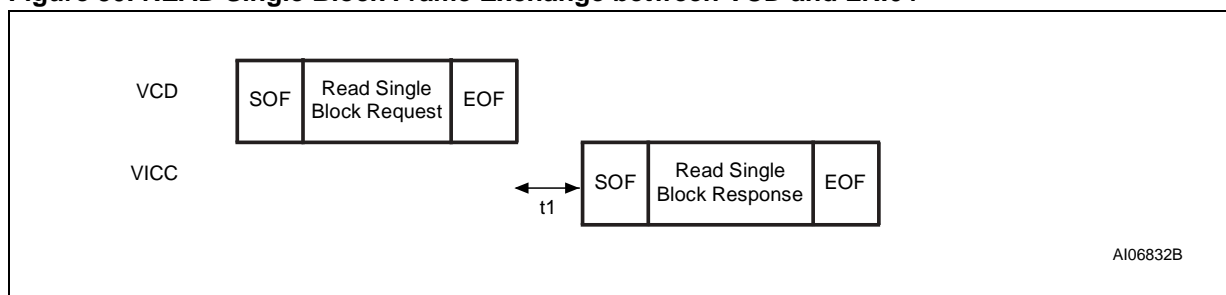 VCD
SOF
Read Single
Block Request
EOF
VICC
t1
SOF
Read Single
Block Response
EOF
AI06832B